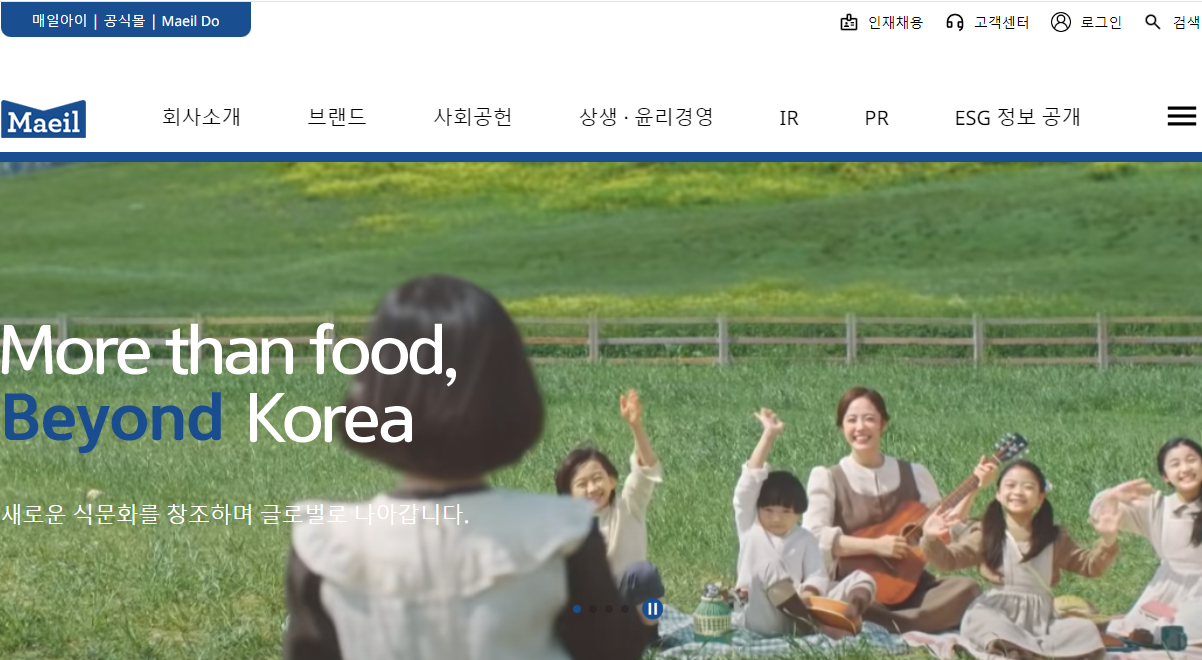 매일아이 | 공식몰 | Maeil Do
인재채용 고객센터 로그인 검색
Maeil 회사소개 브랜드 사회공헌 상생 · 윤리경영 IR PR ESG 정보 공개
More than food,
Beyond Korea
새로운 식문화를 창조하며 글로벌로 나아갑니다.